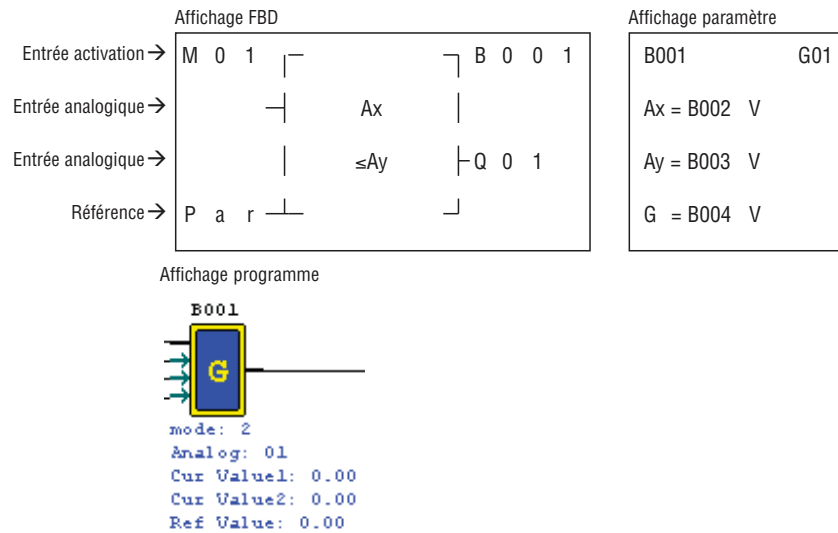 Affichage FBD
Affichage paramètre
Entrée activation → M 0 1 B 0 0 1
Entrée analogique → Ax
Entrée analogique → ≤Ay Q 0 1
Référence → P a r
B001 G01
Ax = B002 V
Ay = B003 V
G = B004 V
Affichage programme
B001
G
mode: 2
Analog: 01
Cur Value1: 0.00
Cur Value2: 0.00
Ref Value: 0.00